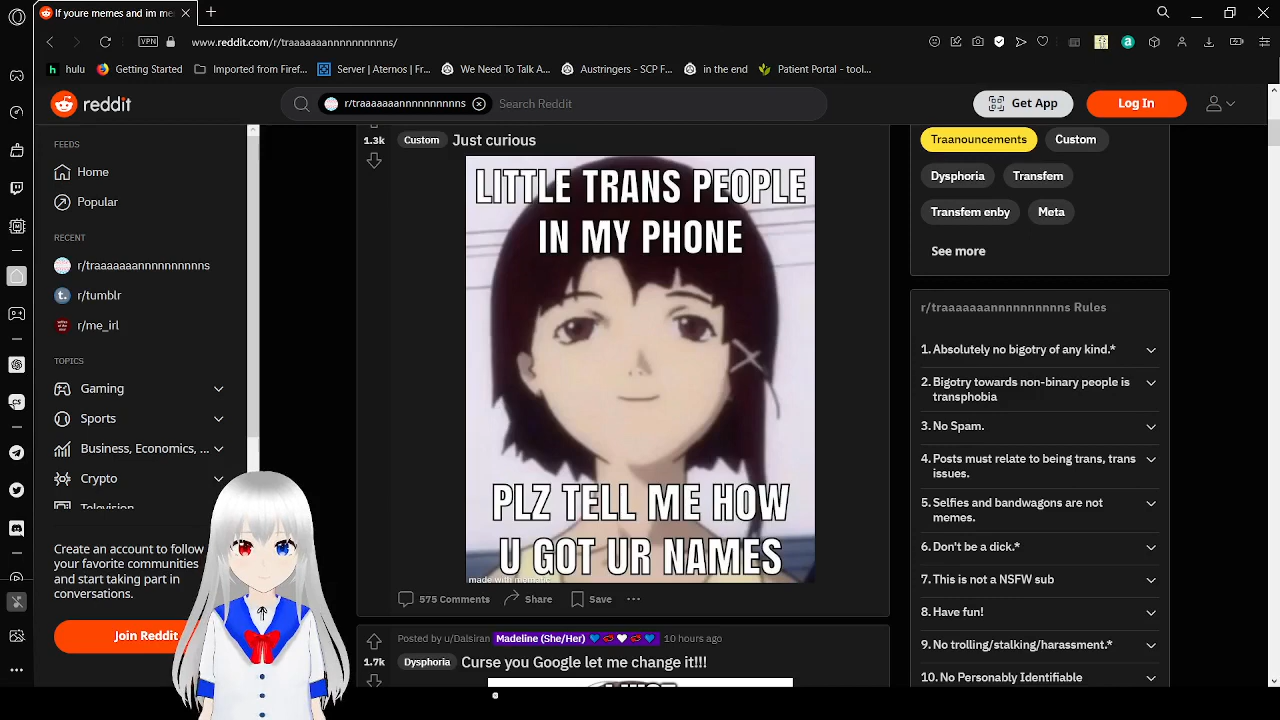 If youre memes and im me
www.reddit.com/r/traaaaaaannnnnnnnnns/
VPN
hulu
Getting Started
Imported from Firef...
Server | Aternos | Fr...
We Need To Talk A...
Austringers - SCP F...
in the end
Patient Portal - tool...
reddit
r/traaaaaaannnnnnnnnns
Search Reddit
Get App
Log In
FEEDS
Home
Popular
RECENT
r/traaaaaaannnnnnnnnns
r/tumblr
r/me_irl
TOPICS
Gaming
Sports
Business, Economics, ...
Crypto
Television
Create an account to follow
your favorite communities
and start taking part in
conversations.
Join Reddit
1.3k
Custom
Just curious
LITTLE TRANS PEOPLE
IN MY PHONE
PLZ TELL ME HOW
U GOT UR NAMES
made with mematic
575 Comments
Share
Save
Posted by u/Dalsiran
Madeline (She/Her)
10 hours ago
1.7k
Dysphoria
Curse you Google let me change it!!!
Traanouncements
Custom
Dysphoria
Transfem
Transfem enby
Meta
See more
r/traaaaaaannnnnnnnnns Rules
1. Absolutely no bigotry of any kind.*
2. Bigotry towards non-binary people is
transphobia
3. No Spam.
4. Posts must relate to being trans, trans
issues.
5. Selfies and bandwagons are not
memes.
6. Don't be a dick.*
7. This is not a NSFW sub
8. Have fun!
9. No trolling/stalking/harassment.*
10. No Personally Identifiable